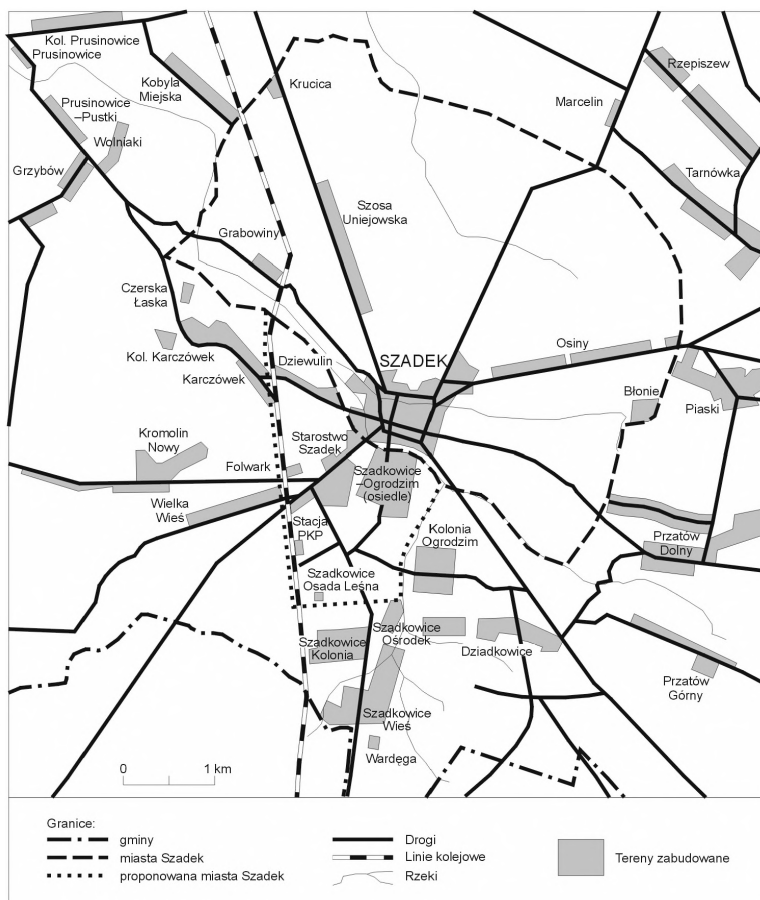 Kol. Prusinowice
Prusinowice
Kobyla
Miejska
Krucica
Rzepiszew
Marcelin
Prusinowice
–Pustki
Wolniaki
Grzybów
Tarnówka
Szosa
Uniejowska
Grabowiny
Czerska
Łaska
Kol. Karczówek
Karczówek
Dziewulin
SZADEK
Osiny
Błonie
Piaski
Kromolin
Nowy
Starostwo
Szadek
Folwark
Szadkowice
–Ogrodzim
(osiedle)
Wielka
Wieś
Stacja
PKP
Kolonia
Ogrodzim
Przatów
Dolny
Szadkowice
Osada Leśna
Szadkowice
Ośrodek
Szadkowice
Kolonia
Dziadkowice
Przatów
Górny
Szadkowice
Wieś
Wardęga
0 1 km
Granice:
gminy
miasta Szadek
proponowana miasta Szadek
Drogi
Linie kolejowe
Rzeki
Tereny zabudowane